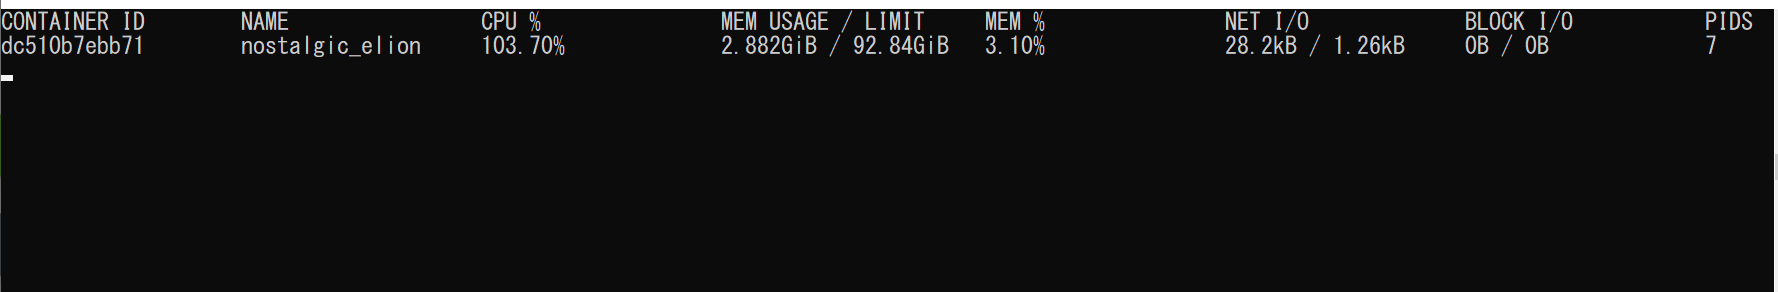 CONTAINER ID NAME CPU % MEM USAGE / LIMIT MEM % NET I/O BLOCK I/O PIDS
dc510b7ebb71 nostalgic_elion 103.70% 2.882GiB / 92.84GiB 3.10% 28.2kB / 1.26kB 0B / 0B 7